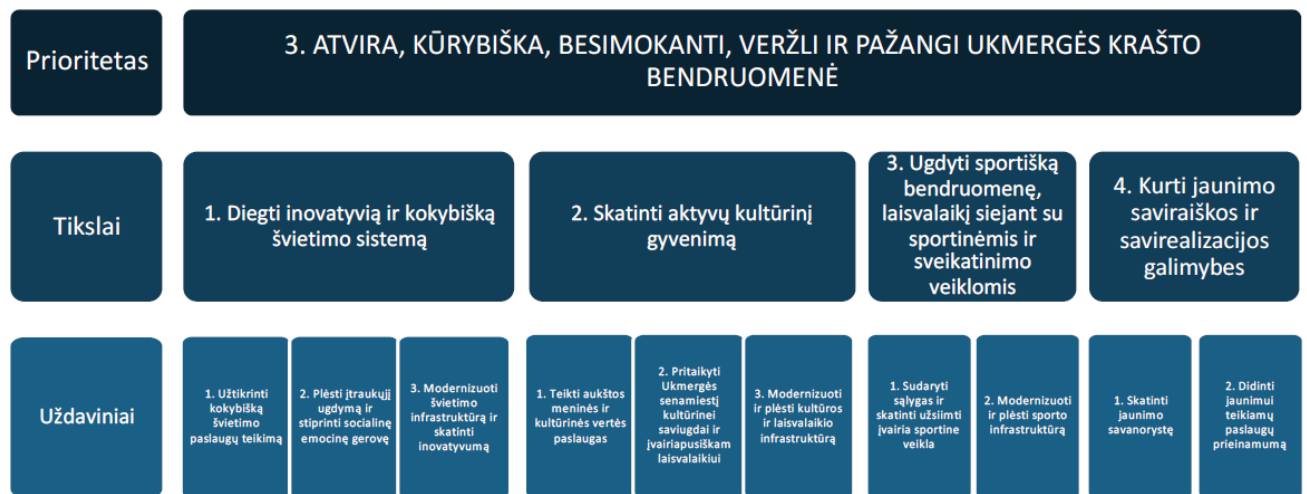 Prioritetas
3. ATVIRA, KŪRYBIŠKA, BESIMOKANTI, VERŽLI IR PAŽANGI UKMERGĖS KRAŠTO
BENDRUOMENĖ
Tikslai
1. Diegti inovatyvią ir kokybišką
švietimo sistemą
2. Skatinti aktyvų kultūrinį
gyvenimą
3. Ugdyti sportišką
bendruomenę,
laisvalaikį siejant su
sportinėmis ir
sveikatinimo
veiklomis
4. Kurti jaunimo
saviraiškos ir
savirealizacijos
galimybes
Uždaviniai
1. Užtikrinti
kokybišką
švietimo
paslaugų teikimą
2. Plėsti įtraukųjį
ugdymą ir
stiprinti socialinę
emocinę gerovę
3. Modernizuoti
švietimo
infrastruktūrą ir
skatinti
inovatyvumą
1. Teikti aukštos
meninės ir
kultūrinės vertės
paslaugas
2. Pritaikyti
Ukmergės
senamiestį
kultūrinei
saviugdai ir
įvairiapusiškam
laisvalaikiui
3. Modernizuoti
ir plėsti kultūros
ir laisvalaikio
infrastruktūrą
1. Sudaryti
sąlygas ir
skatinti užsiimti
įvairia sportine
veikla
2. Modernizuoti
ir plėsti sporto
infrastruktūrą
1. Skatinti
jaunimo
savanorystę
2. Didinti
jaunimui
teikiamų
paslaugų
prieinamumą